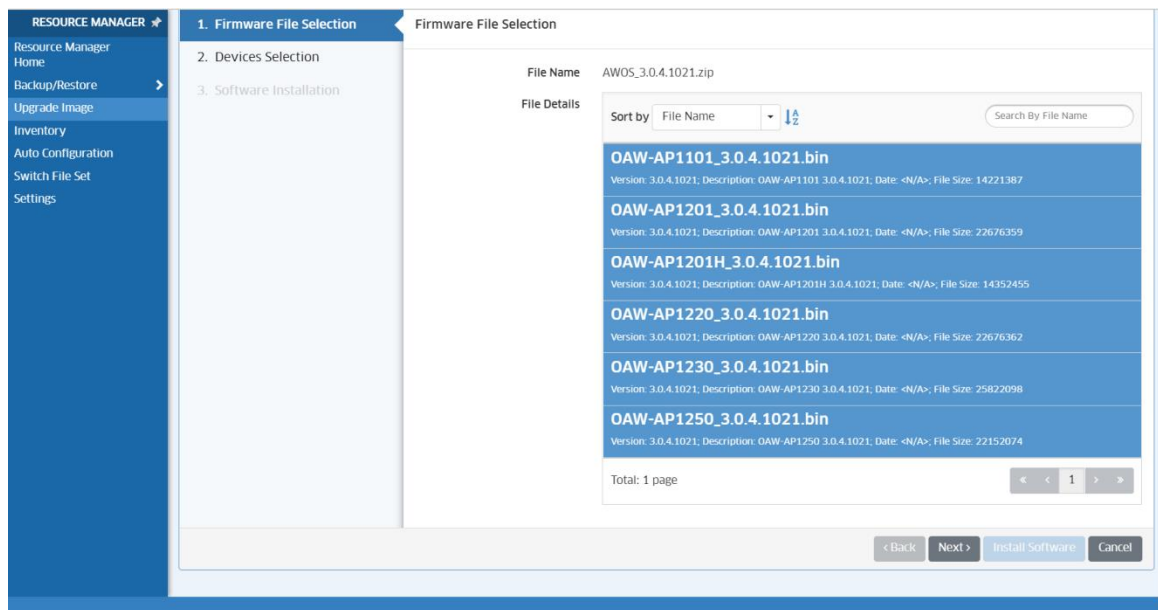 RESOURCE MANAGER
Resource Manager
Home
Backup/Restore
Upgrade Image
Inventory
Auto Configuration
Switch File Set
Settings
1. Firmware File Selection
2. Devices Selection
3. Software Installation
Firmware File Selection
File Name AWOS_3.0.4.1021.zip
File Details
Sort by File Name
Search By File Name
OAW-AP1101_3.0.4.1021.bin
Version: 3.0.4.1021; Description: OAW-AP1101 3.0.4.1021; Date: <N/A>; File Size: 14221387
OAW-AP1201_3.0.4.1021.bin
Version: 3.0.4.1021; Description: OAW-AP1201 3.0.4.1021; Date: <N/A>; File Size: 22676359
OAW-AP1201H_3.0.4.1021.bin
Version: 3.0.4.1021; Description: OAW-AP1201H 3.0.4.1021; Date: <N/A>; File Size: 14352455
OAW-AP1220_3.0.4.1021.bin
Version: 3.0.4.1021; Description: OAW-AP1220 3.0.4.1021; Date: <N/A>; File Size: 22676362
OAW-AP1230_3.0.4.1021.bin
Version: 3.0.4.1021; Description: OAW-AP1230 3.0.4.1021; Date: <N/A>; File Size: 25822098
OAW-AP1250_3.0.4.1021.bin
Version: 3.0.4.1021; Description: OAW-AP1250 3.0.4.1021; Date: <N/A>; File Size: 22152074
Total: 1 page
« < 1 > »
< Back Next > Install Software Cancel